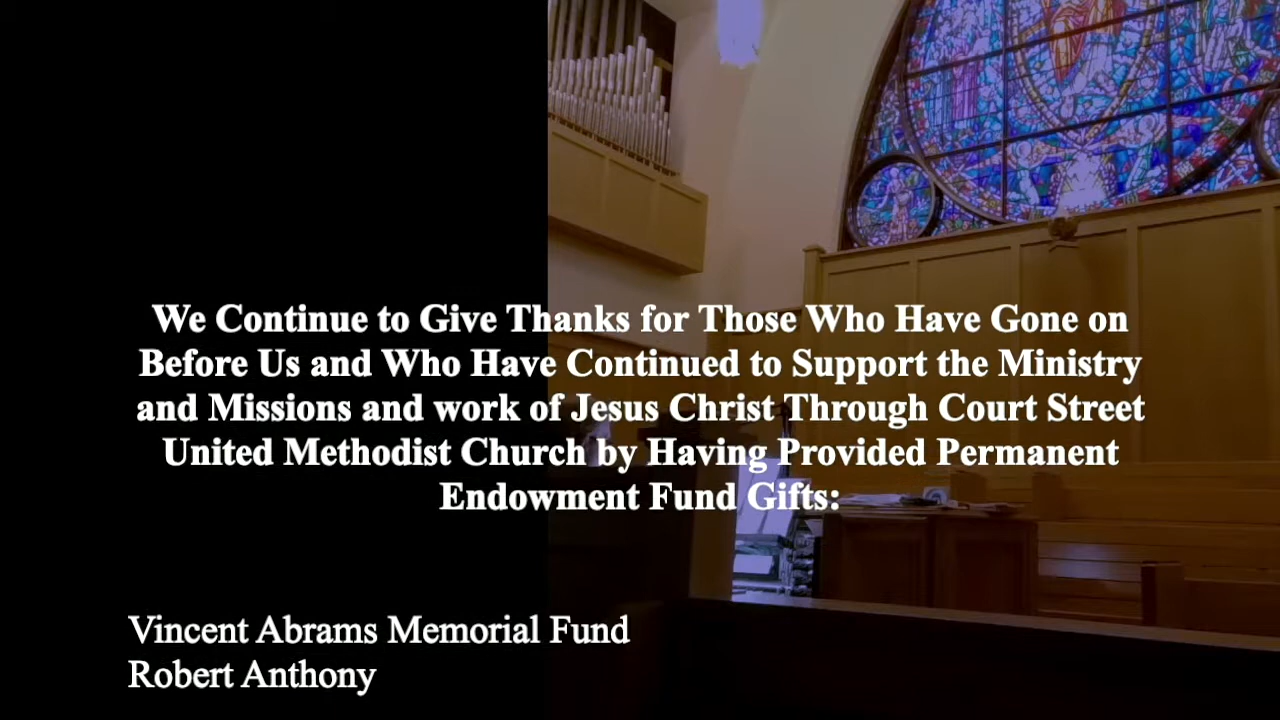 We Continue to Give Thanks for Those Who Have Gone on
Before Us and Who Have Continued to Support the Ministry
and Missions and work of Jesus Christ Through Court Street
United Methodist Church by Having Provided Permanent
Endowment Fund Gifts:
Vincent Abrams Memorial Fund
Robert Anthony